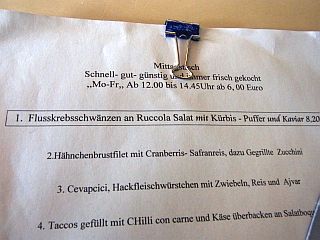 Mittagstisch
Schnell- gut- günstig und immer frisch gekocht
,,Mo-Fr,, Ab 12.00 bis 14.45Uhr ab 6,00 Euro
1. Flusskrebsschwänzen an Ruccola Salat mit Kürbis - Puffer und Kaviar 8,20
2.Hähnchenbrustfilet mit Cranberris- Safranreis, dazu Gegrillte Zucchini
3. Cevapcici, Hackfleischwürstchen mit Zwiebeln, Reis und Ajvar
4. Taccos gefüllt mit CHilli con carne und Käse überbacken an Salatboq